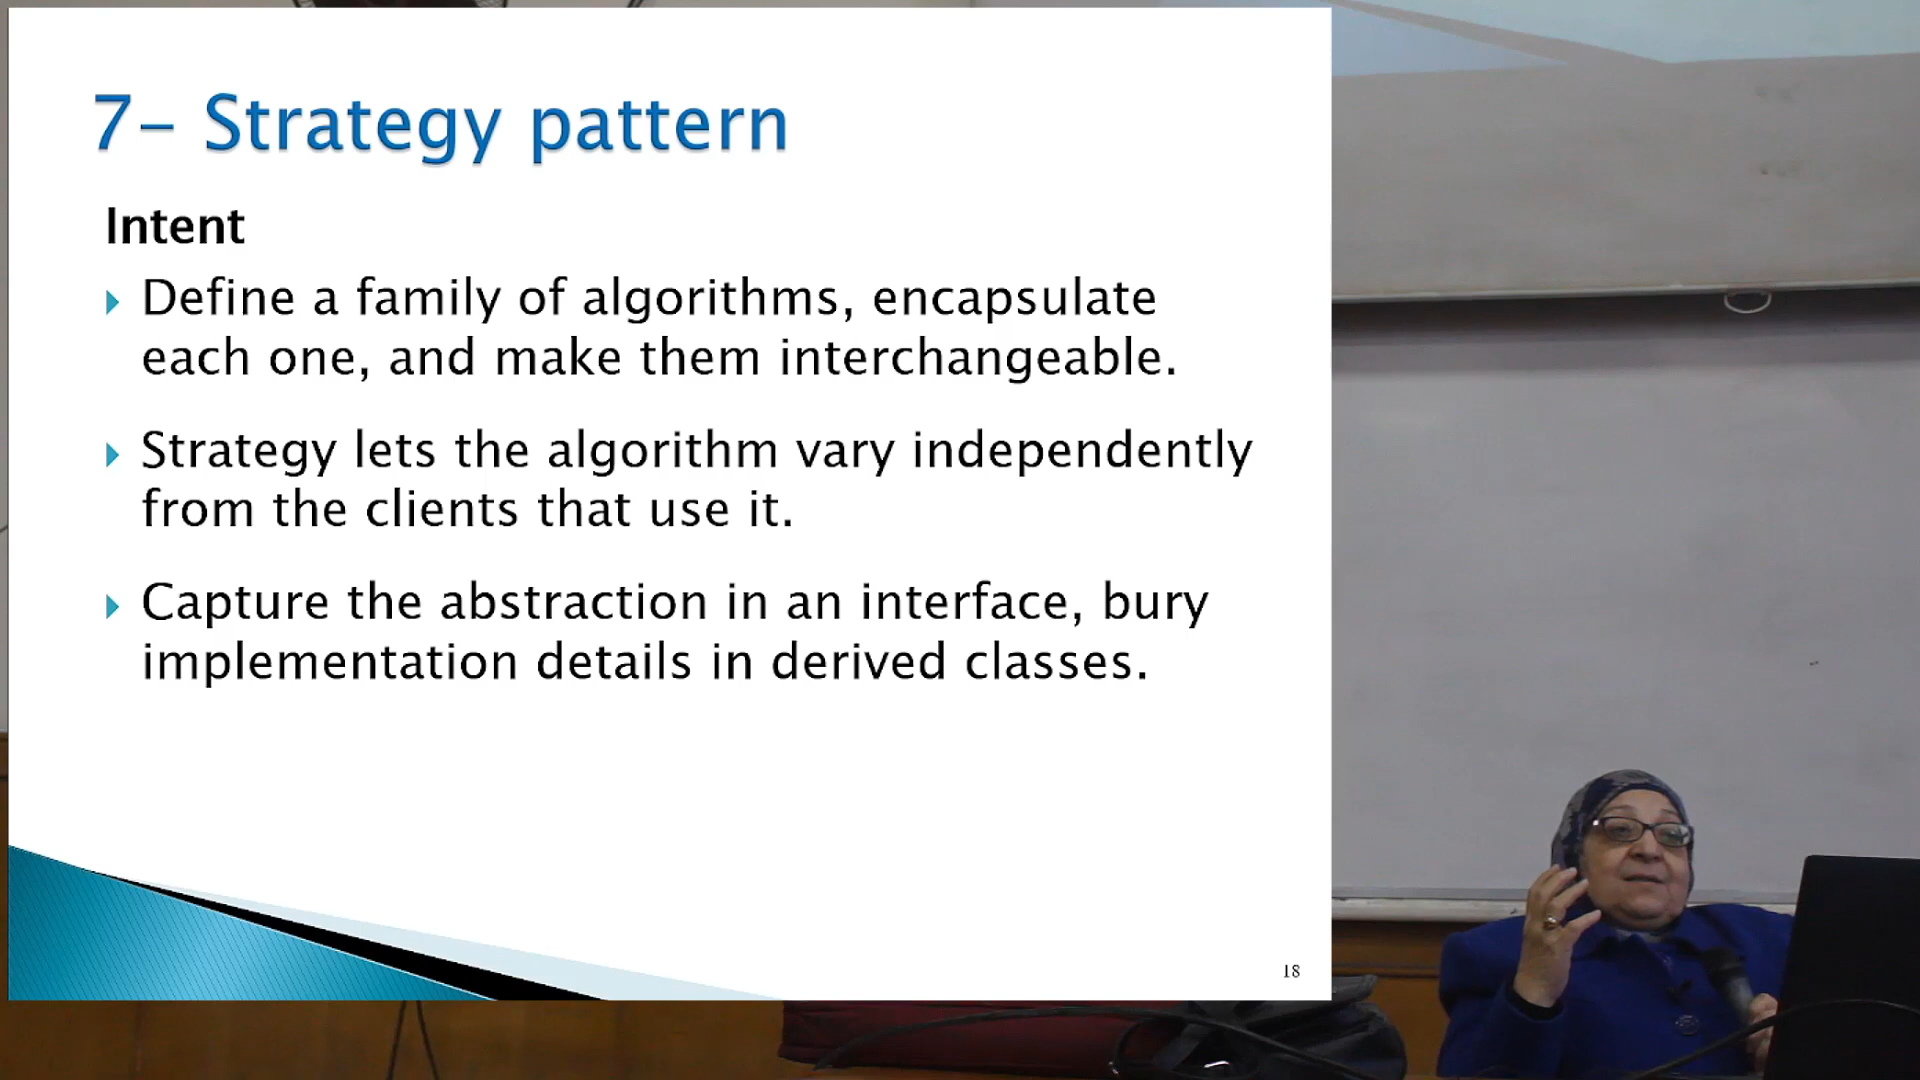 7- Strategy pattern
Intent
Define a family of algorithms, encapsulate
each one, and make them interchangeable.
Strategy lets the algorithm vary independently
from the clients that use it.
Capture the abstraction in an interface, bury
implementation details in derived classes.
18